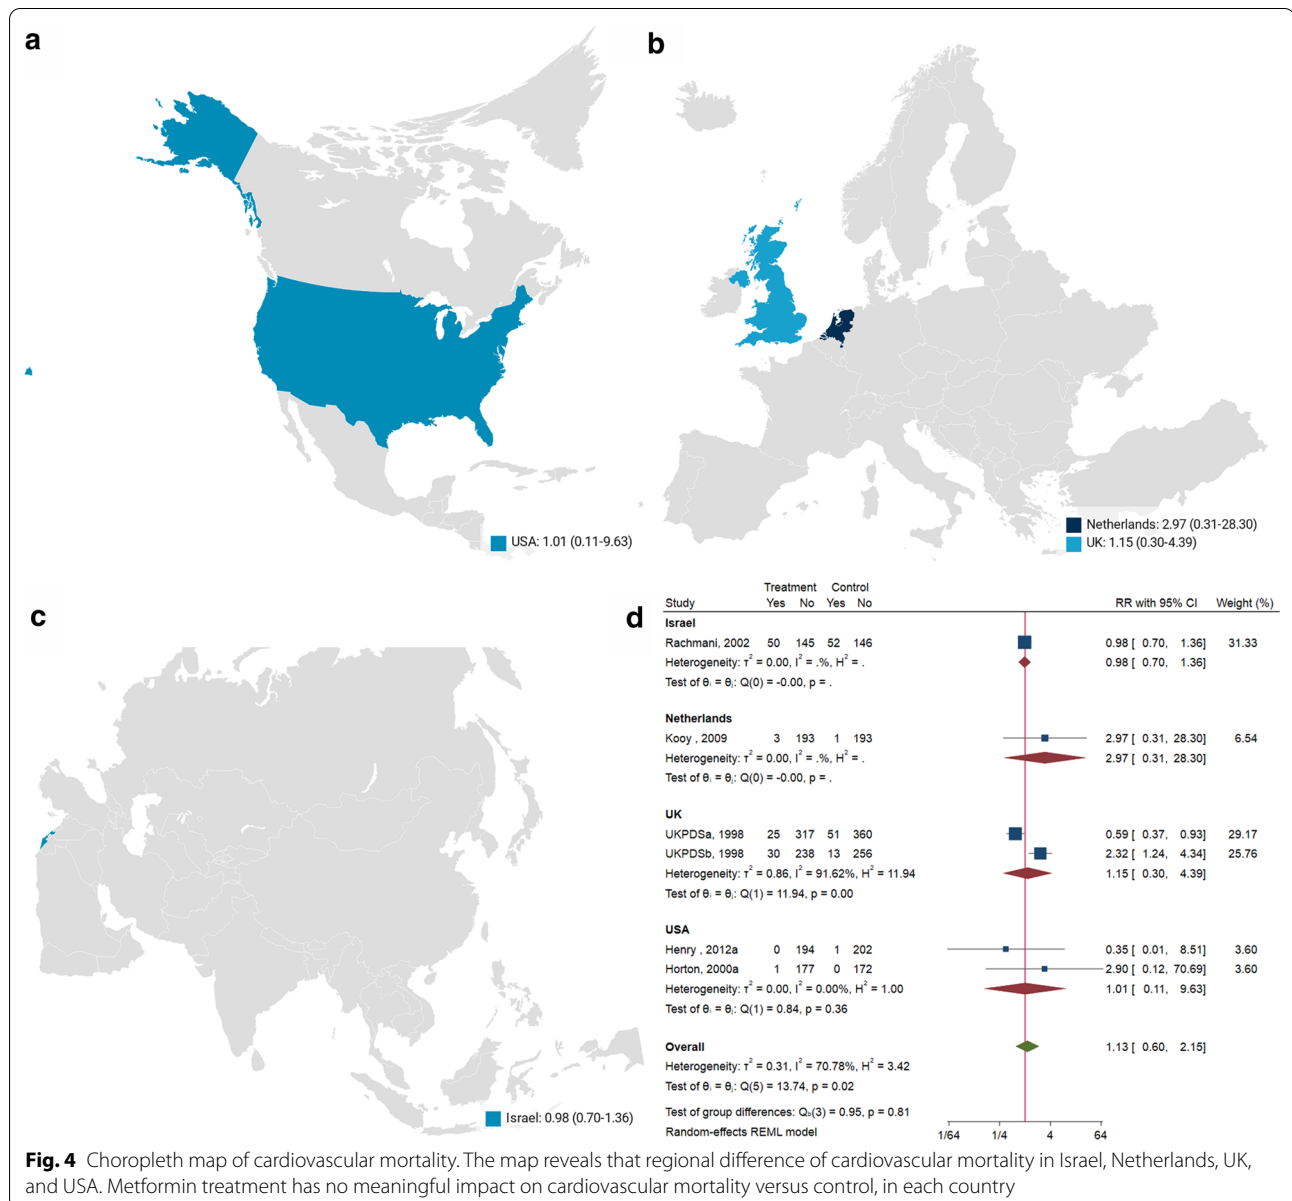 a
b
USA: 1.01 (0.11-9.63)
Netherlands: 2.97 (0.31-28.30)
UK: 1.15 (0.30-4.39)
c
Israel: 0.98 (0.70-1.36)
d
Treatment Control
Study Yes No Yes No RR with 95% CI Weight (%)
Israel
Rachmani, 2002 50 145 52 146 0.98 [ 0.70, 1.36] 31.33
Heterogeneity: τ² = 0.00, I² = .%, H² = . 0.98 [ 0.70, 1.36]
Test of θᵢ = θⱼ: Q(0) = -0.00, p = .
Netherlands
Kooy , 2009 3 193 1 193 2.97 [ 0.31, 28.30] 6.54
Heterogeneity: τ² = 0.00, I² = .%, H² = . 2.97 [ 0.31, 28.30]
Test of θᵢ = θⱼ: Q(0) = -0.00, p = .
UK
UKPDSa, 1998 25 317 51 360 0.59 [ 0.37, 0.93] 29.17
UKPDSb, 1998 30 238 13 256 2.32 [ 1.24, 4.34] 25.76
Heterogeneity: τ² = 0.86, I² = 91.62%, H² = 11.94 1.15 [ 0.30, 4.39]
Test of θᵢ = θⱼ: Q(1) = 11.94, p = 0.00
USA
Henry , 2012a 0 194 1 202 0.35 [ 0.01, 8.51] 3.60
Horton, 2000a 1 177 0 172 2.90 [ 0.12, 70.69] 3.60
Heterogeneity: τ² = 0.00, I² = 0.00%, H² = 1.00 1.01 [ 0.11, 9.63]
Test of θᵢ = θⱼ: Q(1) = 0.84, p = 0.36
Overall 1.13 [ 0.60, 2.15]
Heterogeneity: τ² = 0.31, I² = 70.78%, H² = 3.42
Test of θᵢ = θⱼ: Q(5) = 13.74, p = 0.02
Test of group differences: Qb(3) = 0.95, p = 0.81
Random-effects REML model
1/64 1/4 4 64
Fig. 4 Choropleth map of cardiovascular mortality. The map reveals that regional difference of cardiovascular mortality in Israel, Netherlands, UK,
and USA. Metformin treatment has no meaningful impact on cardiovascular mortality versus control, in each country